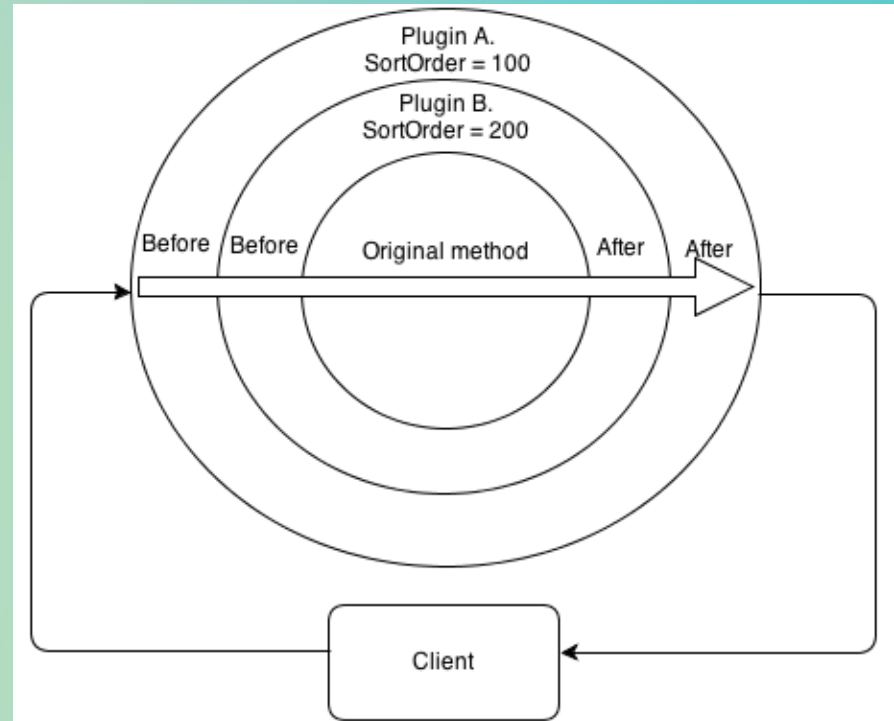 Plugin A.
SortOrder = 100
Plugin B.
SortOrder = 200
Before
Before
Original method
After
After
Client